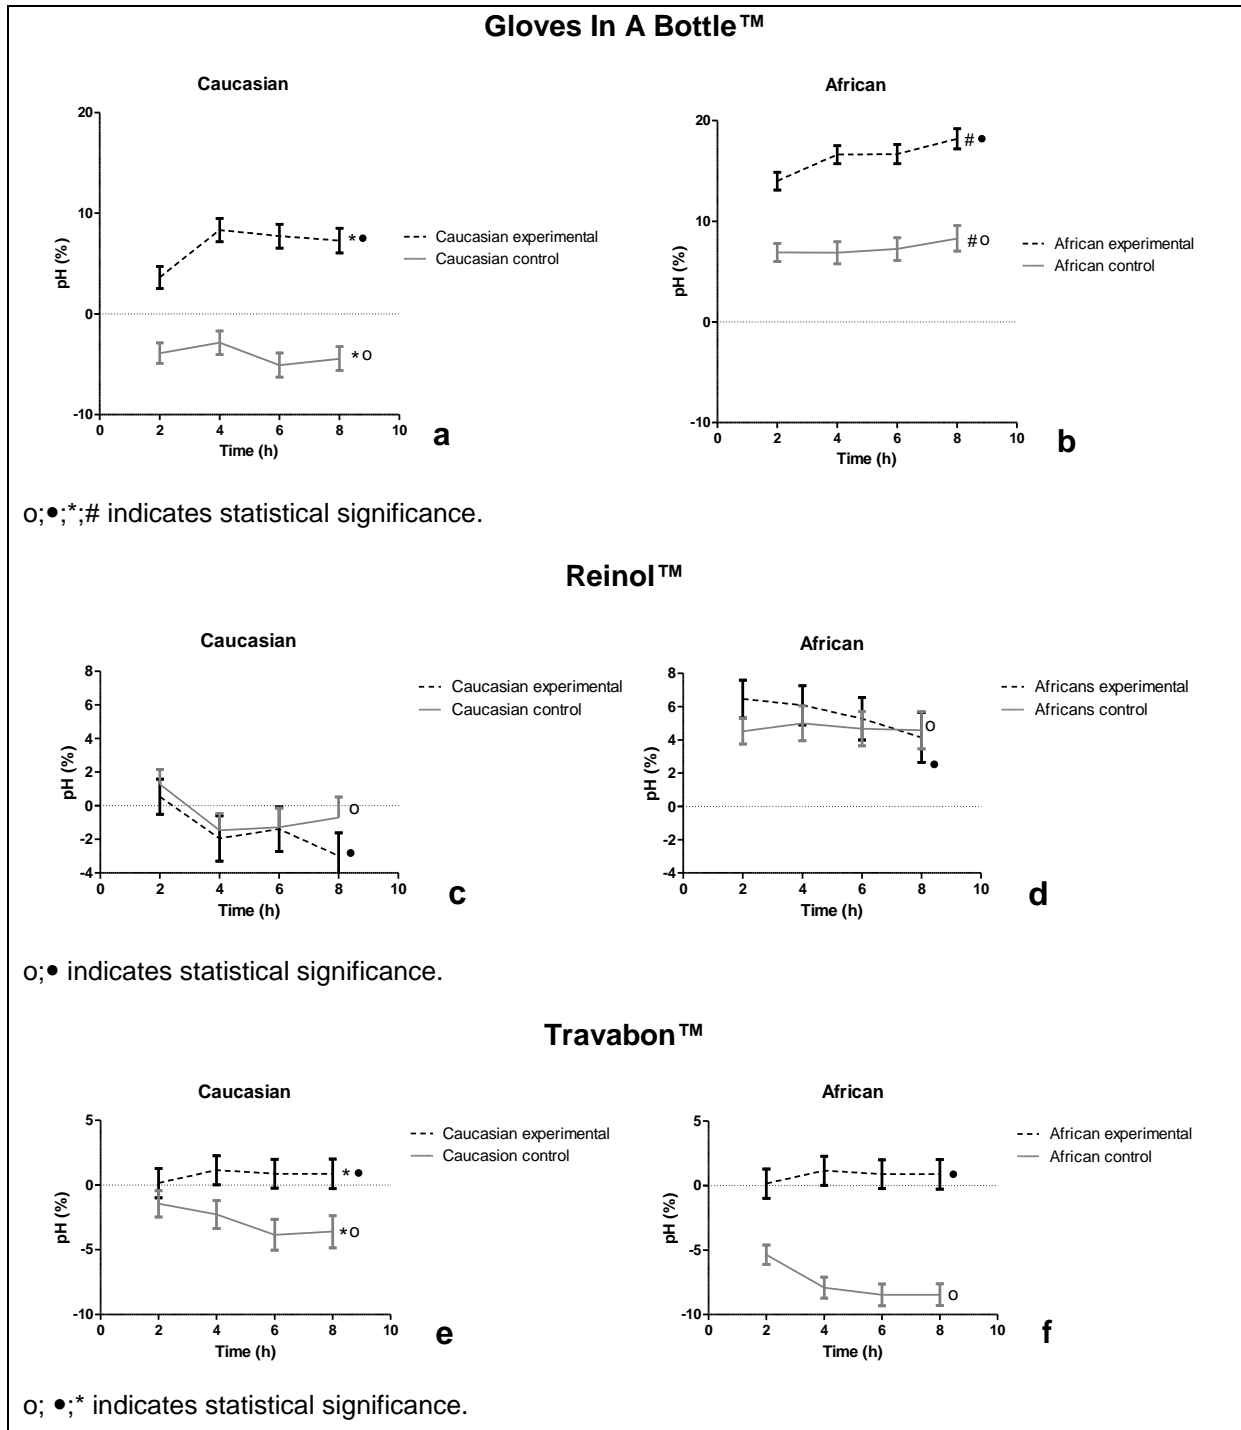 Gloves In A Bottle™
Caucasian
20
10
0
-10
pH (%)
0 2 4 6 8 10
Time (h)
*●
*o
Caucasian experimental
Caucasian control
a
African
20
10
0
-10
pH (%)
0 2 4 6 8 10
Time (h)
#●
#o
African experimental
African control
b
o;●;*;# indicates statistical significance.
Reinol™
Caucasian
8
6
4
2
0
-2
-4
pH (%)
0 2 4 6 8 10
Time (h)
o
●
Caucasian experimental
Caucasian control
c
African
8
6
4
2
0
-2
-4
pH (%)
0 2 4 6 8 10
Time (h)
o
●
Africans experimental
Africans control
d
o;● indicates statistical significance.
Travabon™
Caucasian
5
0
-5
-10
pH (%)
0 2 4 6 8 10
Time (h)
*●
*o
Caucasian experimental
Caucasion control
e
African
5
0
-5
-10
pH (%)
0 2 4 6 8 10
Time (h)
●
o
African experimental
African control
f
o; ●;* indicates statistical significance.